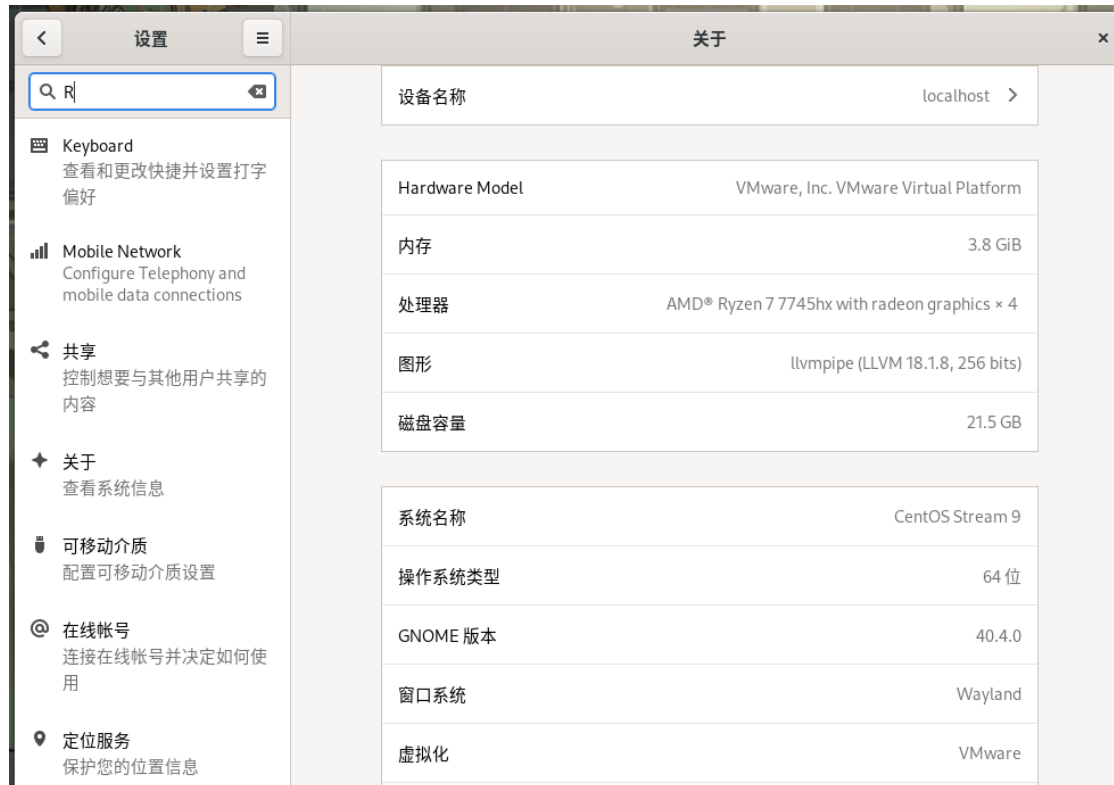 设置
关于
R
Keyboard
查看和更改快捷并设置打字
偏好
Mobile Network
Configure Telephony and
mobile data connections
共享
控制想要与其他用户共享的
内容
关于
查看系统信息
可移动介质
配置可移动介质设置
在线帐号
连接在线帐号并决定如何使
用
定位服务
保护您的位置信息
设备名称 localhost
Hardware Model VMware, Inc. VMware Virtual Platform
内存 3.8 GiB
处理器 AMD® Ryzen 7 7745hx with radeon graphics × 4
图形 llvmpipe (LLVM 18.1.8, 256 bits)
磁盘容量 21.5 GB
系统名称 CentOS Stream 9
操作系统类型 64 位
GNOME 版本 40.4.0
窗口系统 Wayland
虚拟化 VMware